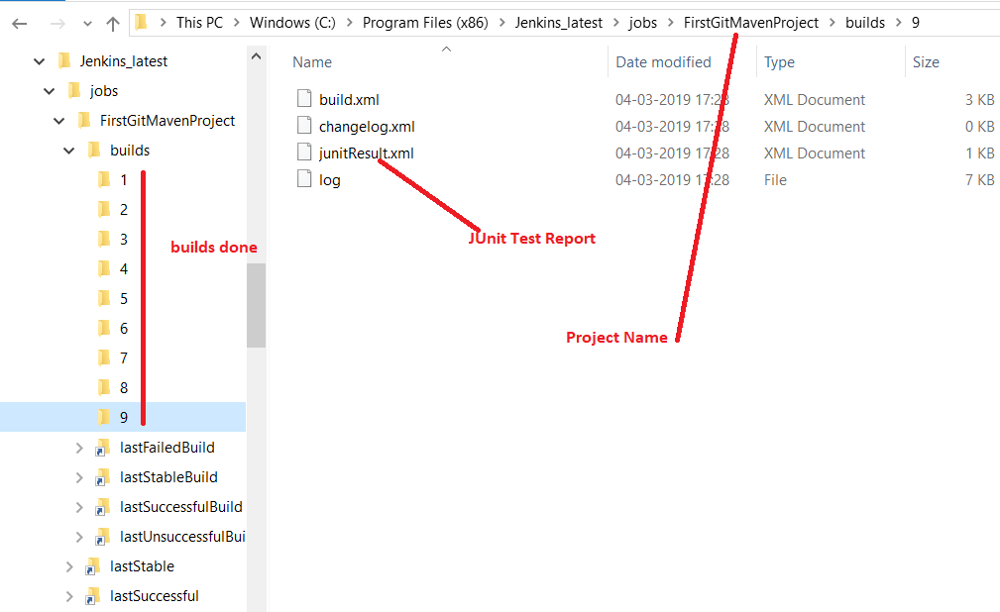 This PC > Windows (C:) > Program Files (x86) > Jenkins_latest > jobs > FirstGitMavenProject > builds > 9
Jenkins_latest
jobs
FirstGitMavenProject
builds
1
2
3
4
5
6
7
8
9
lastFailedBuild
lastStableBuild
lastSuccessfulBuild
lastUnsuccessfulBui
lastStable
lastSuccessful
builds done
Name Date modified Type Size
build.xml 04-03-2019 17:28 XML Document 3 KB
changelog.xml 04-03-2019 17:28 XML Document 0 KB
junitResult.xml 04-03-2019 17:28 XML Document 1 KB
log 04-03-2019 17:28 File 7 KB
JUnit Test Report
Project Name